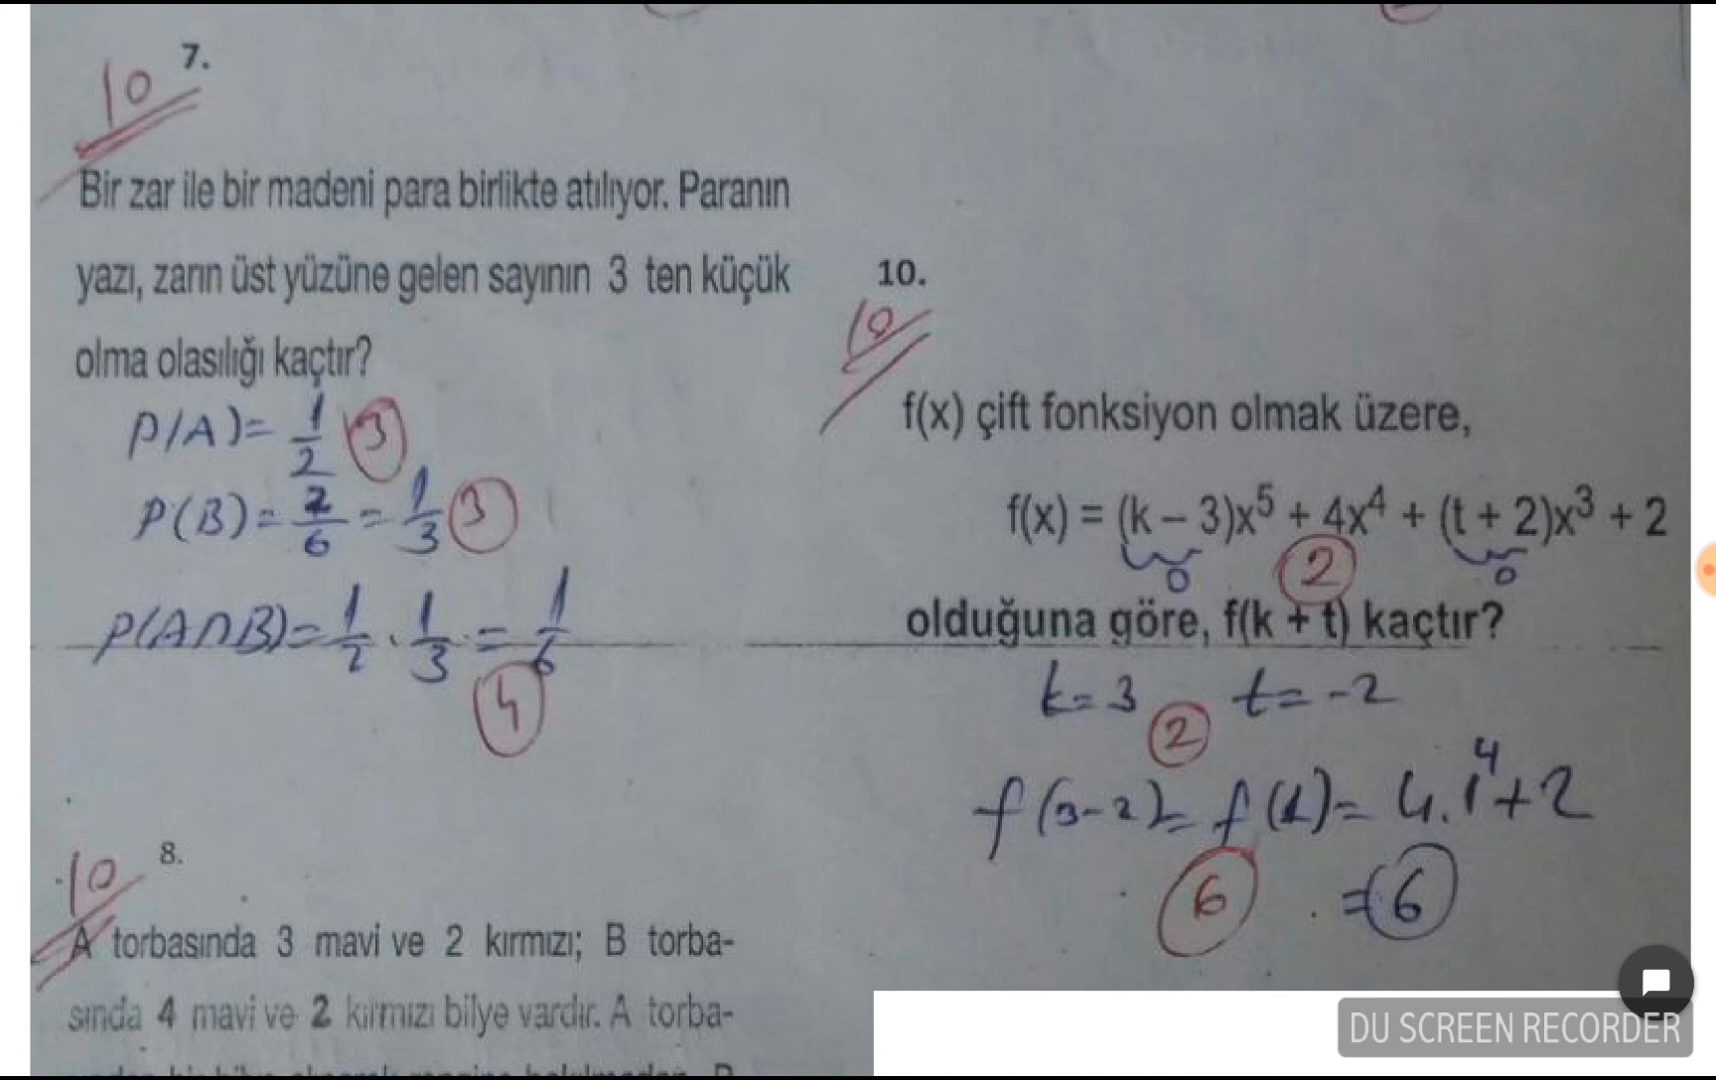 7.
10
Bir zar ile bir madeni para birlikte atılıyor. Paranın
yazı, zarın üst yüzüne gelen sayının 3 ten küçük
olma olasılığı kaçtır?
P(A)= 1/2 3
P(B)= 2/6 = 1/3 3
P(A∩B)= 1/2 . 1/3 = 1/6
4
8.
10
A torbasında 3 mavi ve 2 kırmızı; B torba-
sında 4 mavi ve 2 kırmızı bilye vardır. A torba-
10.
10
f(x) çift fonksiyon olmak üzere,
f(x) = (k – 3)x⁵ + 4x⁴ + (t + 2)x³ + 2
0 2 0
olduğuna göre, f(k + t) kaçtır?
k=3 t=-2
2
f(3-2)= f(1)= 4.1⁴+2
6 =6
DU SCREEN RECORDER